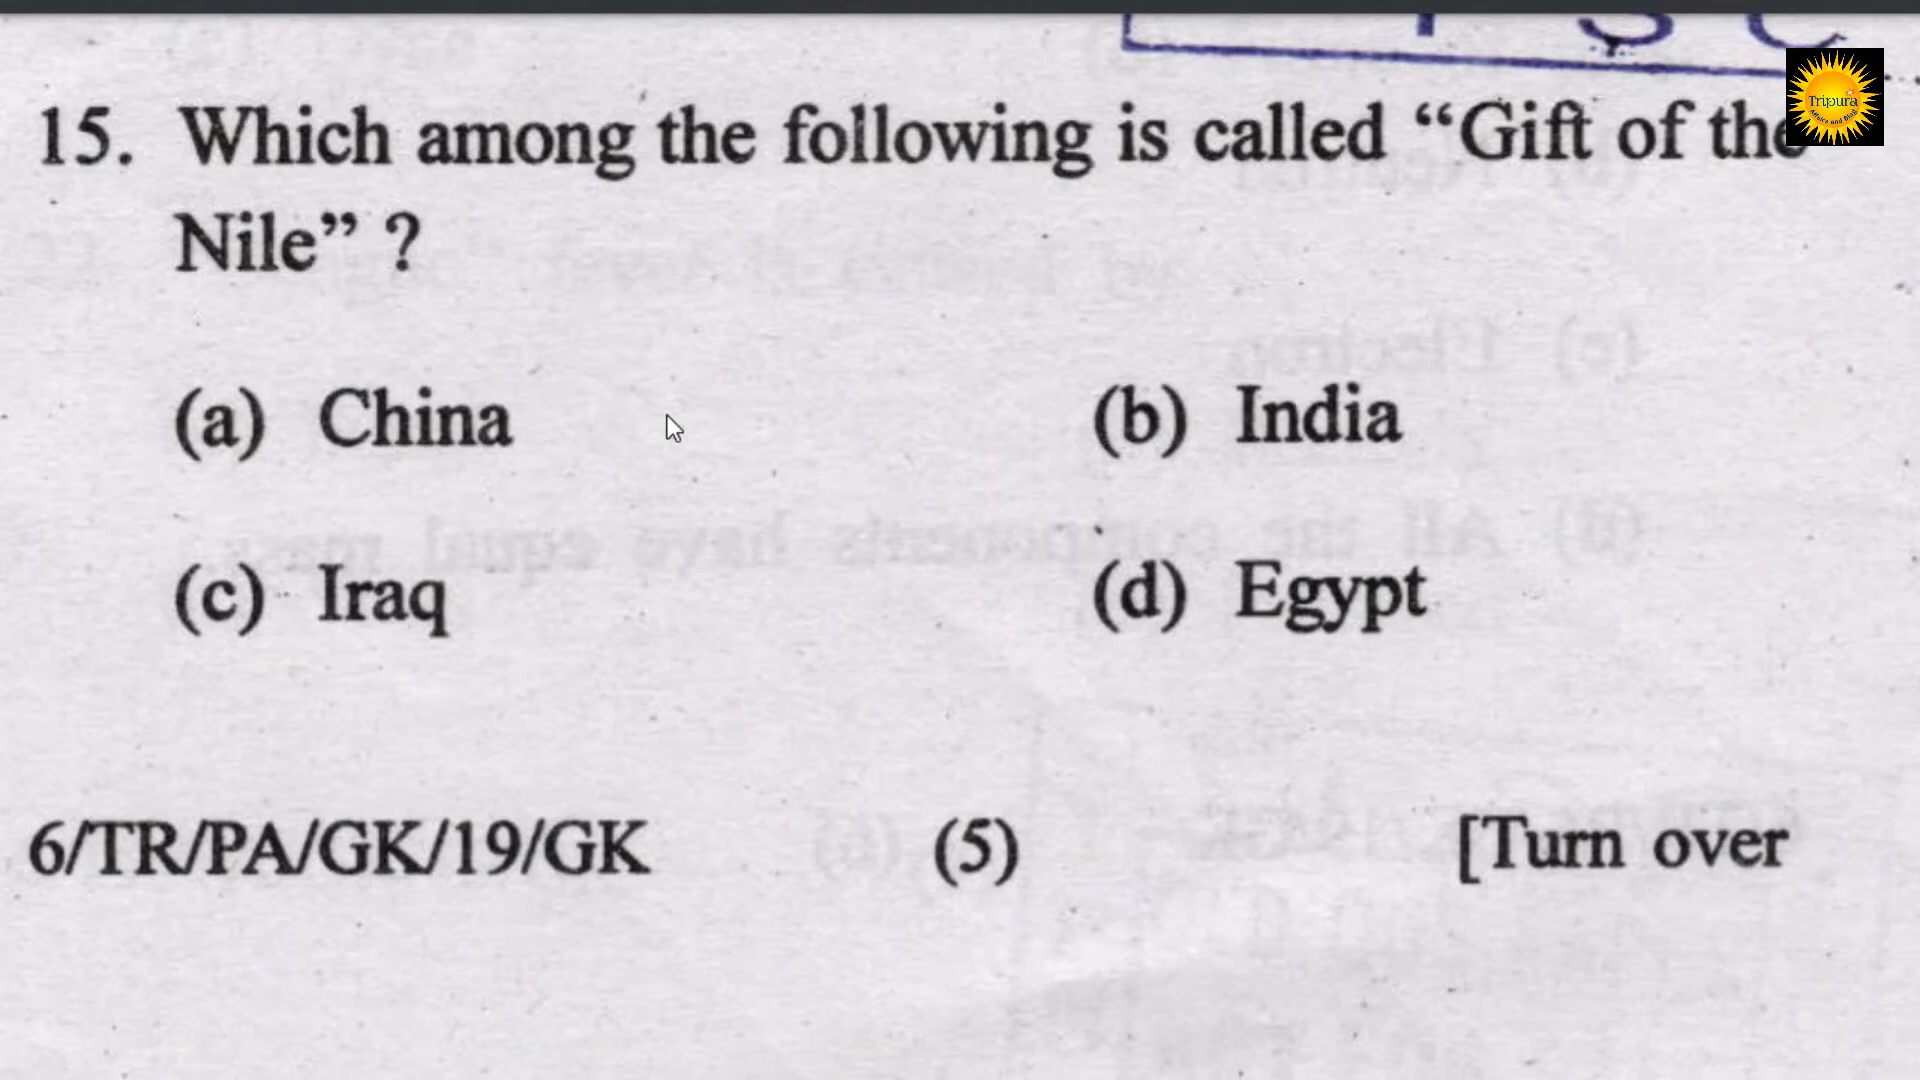 15. Which among the following is called “Gift of the
Nile” ?
(a) China
(b) India
(c) Iraq
(d) Egypt
6/TR/PA/GK/19/GK (5) [Turn over
Tripura